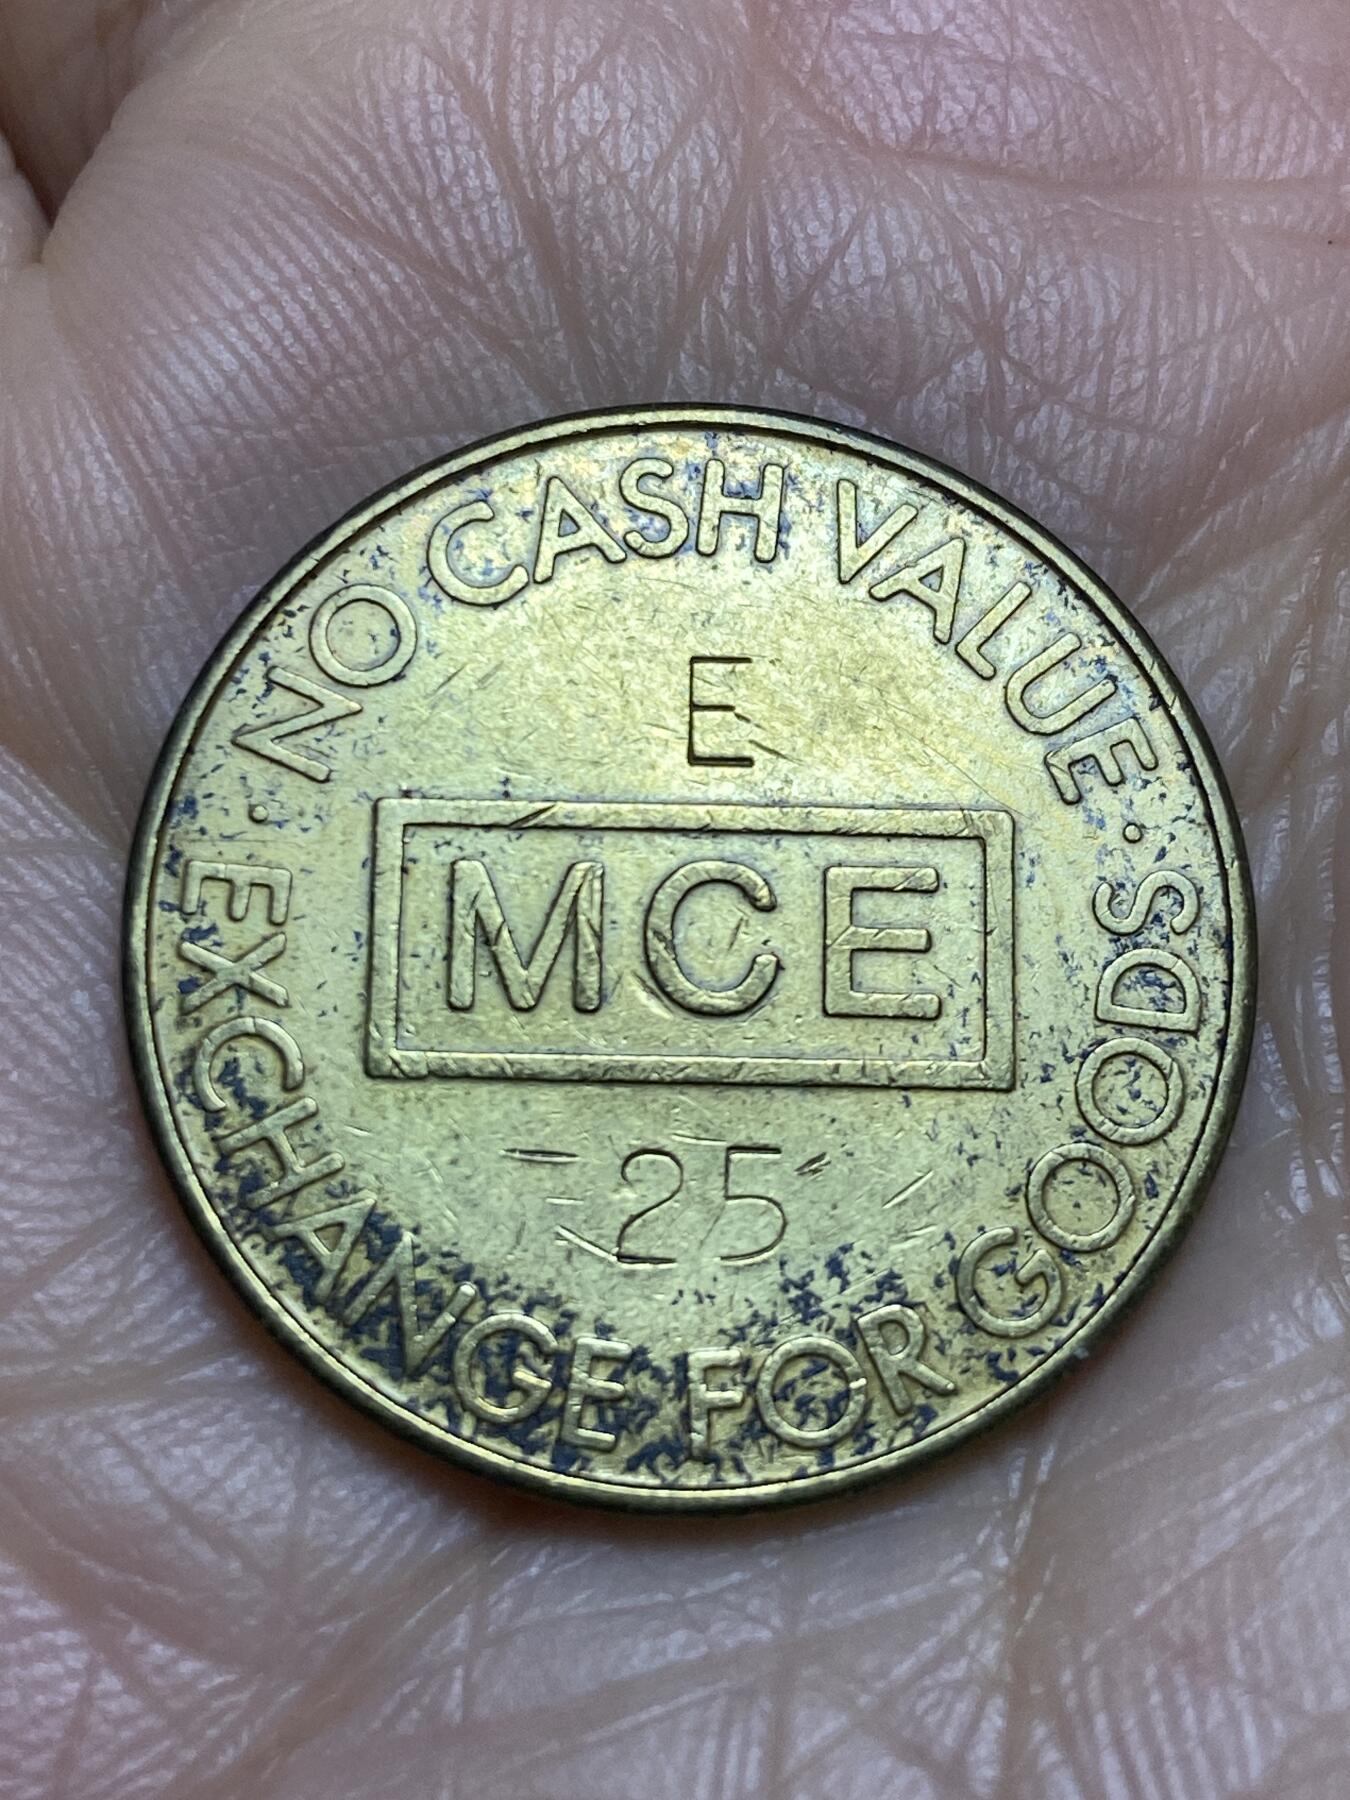 · NO CASH VALUE ·
E
MCE
25
EXCHANGE FOR GOODS